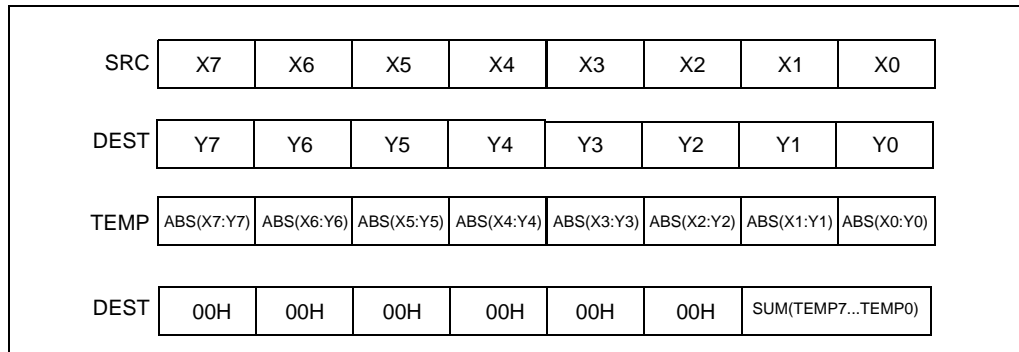 SRC X7 X6 X5 X4 X3 X2 X1 X0
DEST Y7 Y6 Y5 Y4 Y3 Y2 Y1 Y0
TEMP ABS(X7:Y7) ABS(X6:Y6) ABS(X5:Y5) ABS(X4:Y4) ABS(X3:Y3) ABS(X2:Y2) ABS(X1:Y1) ABS(X0:Y0)
DEST 00H 00H 00H 00H 00H 00H SUM(TEMP7...TEMP0)